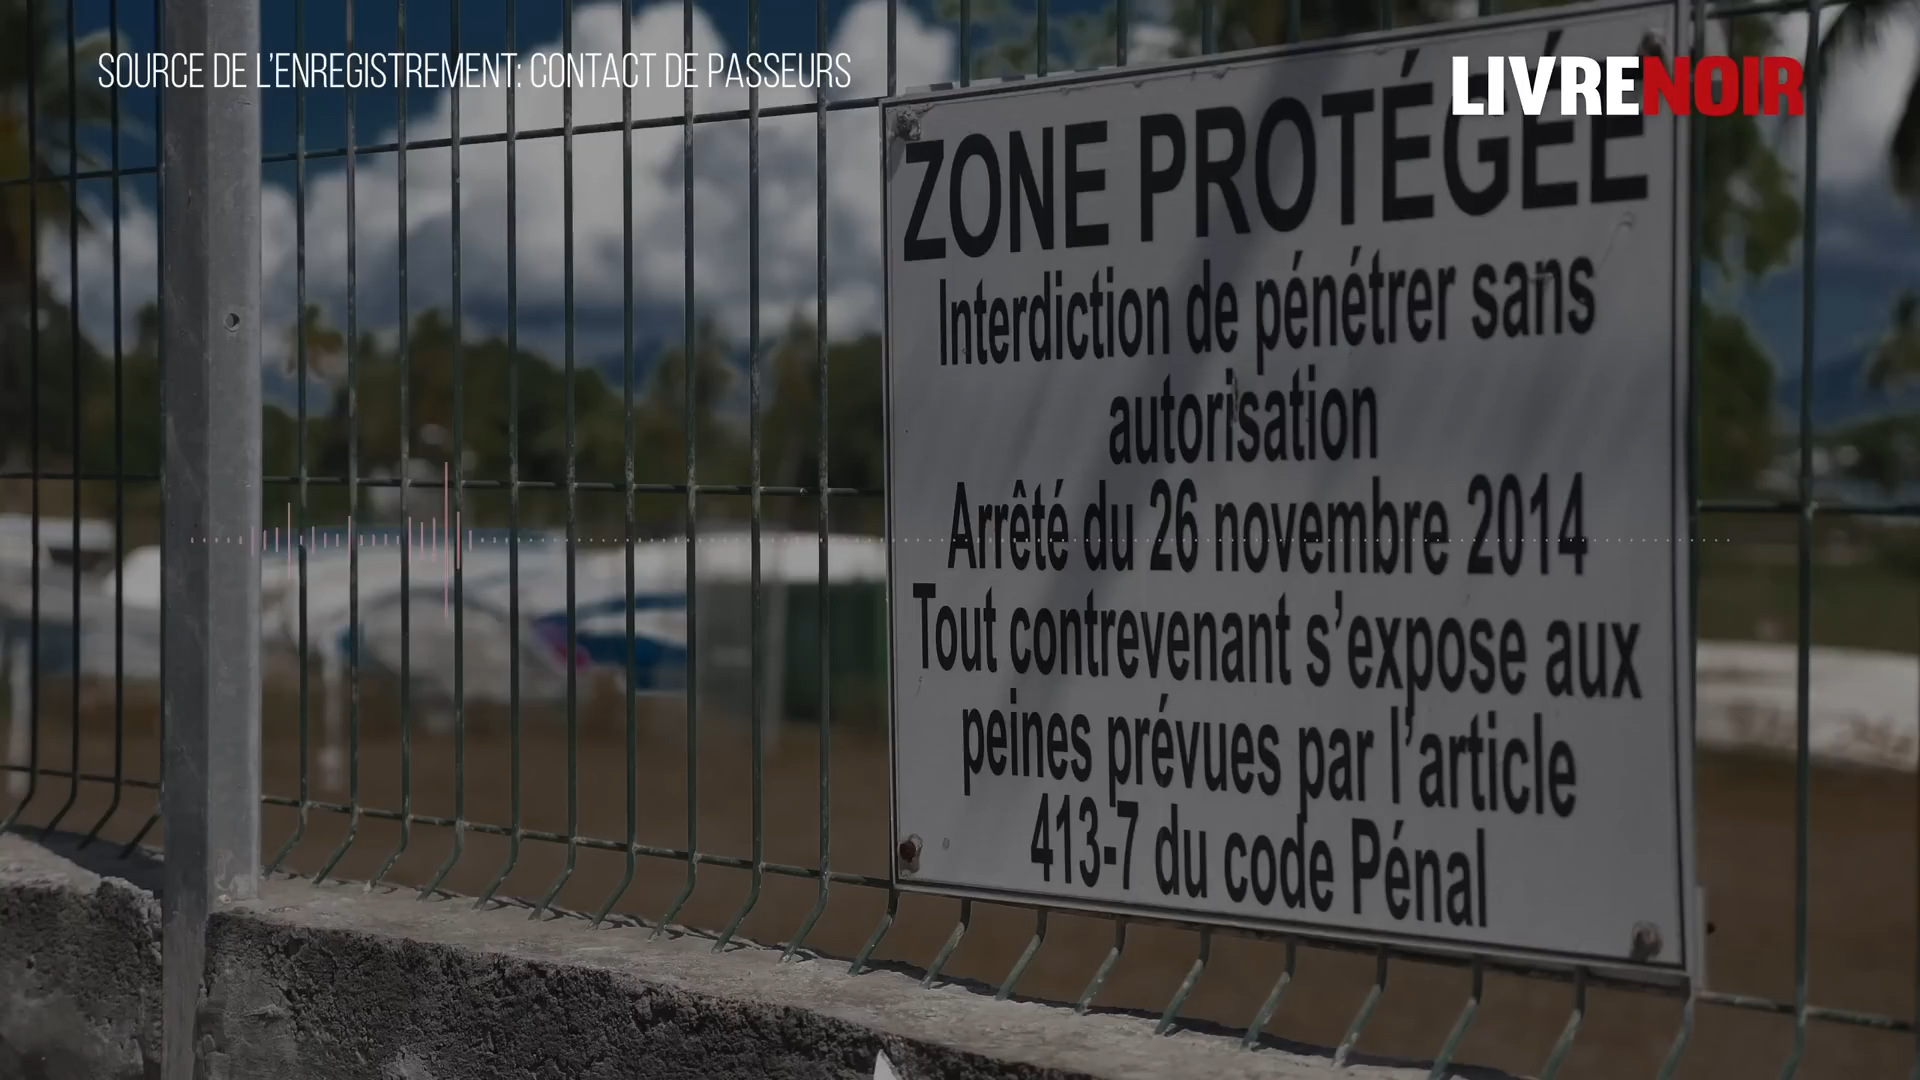 SOURCE DE L'ENREGISTREMENT: CONTACT DE PASSEURS
LIVRENOIR
ZONE PROTÉGÉE
Interdiction de pénétrer sans
autorisation
Arrêté du 26 novembre 2014
Tout contrevenant s'expose aux
peines prévues par l'article
413-7 du code Pénal